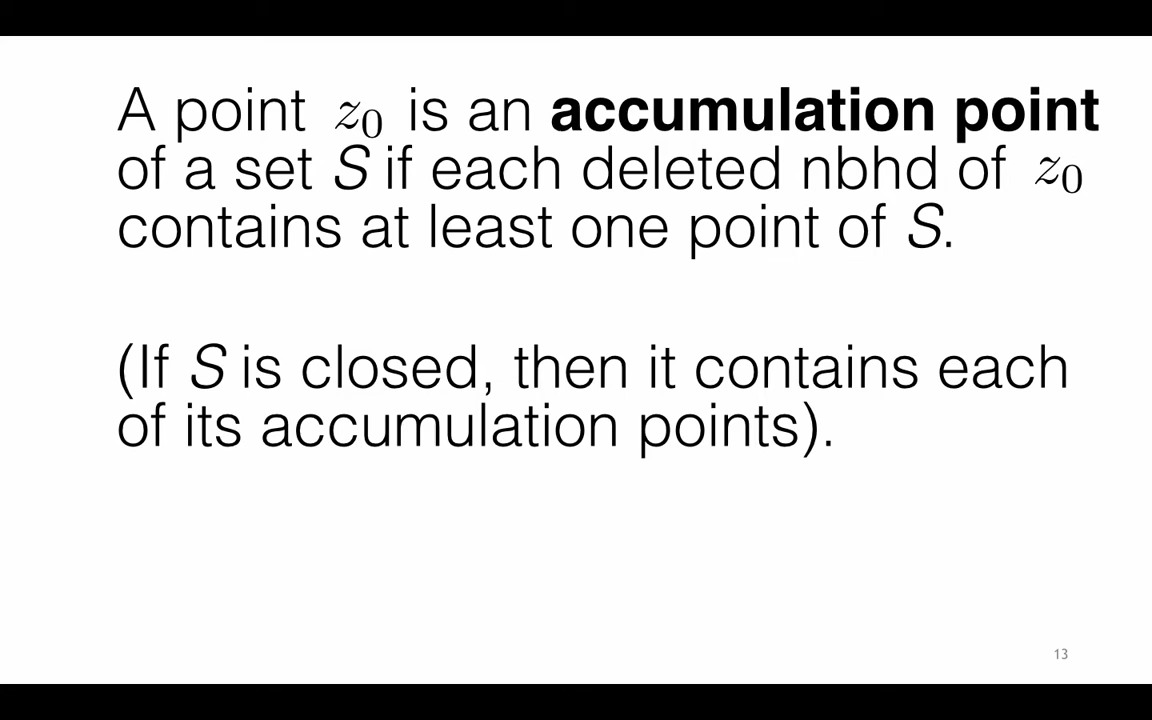 A point z₀ is an accumulation point
of a set S if each deleted nbhd of z₀
contains at least one point of S.
(If S is closed, then it contains each
of its accumulation points).
13